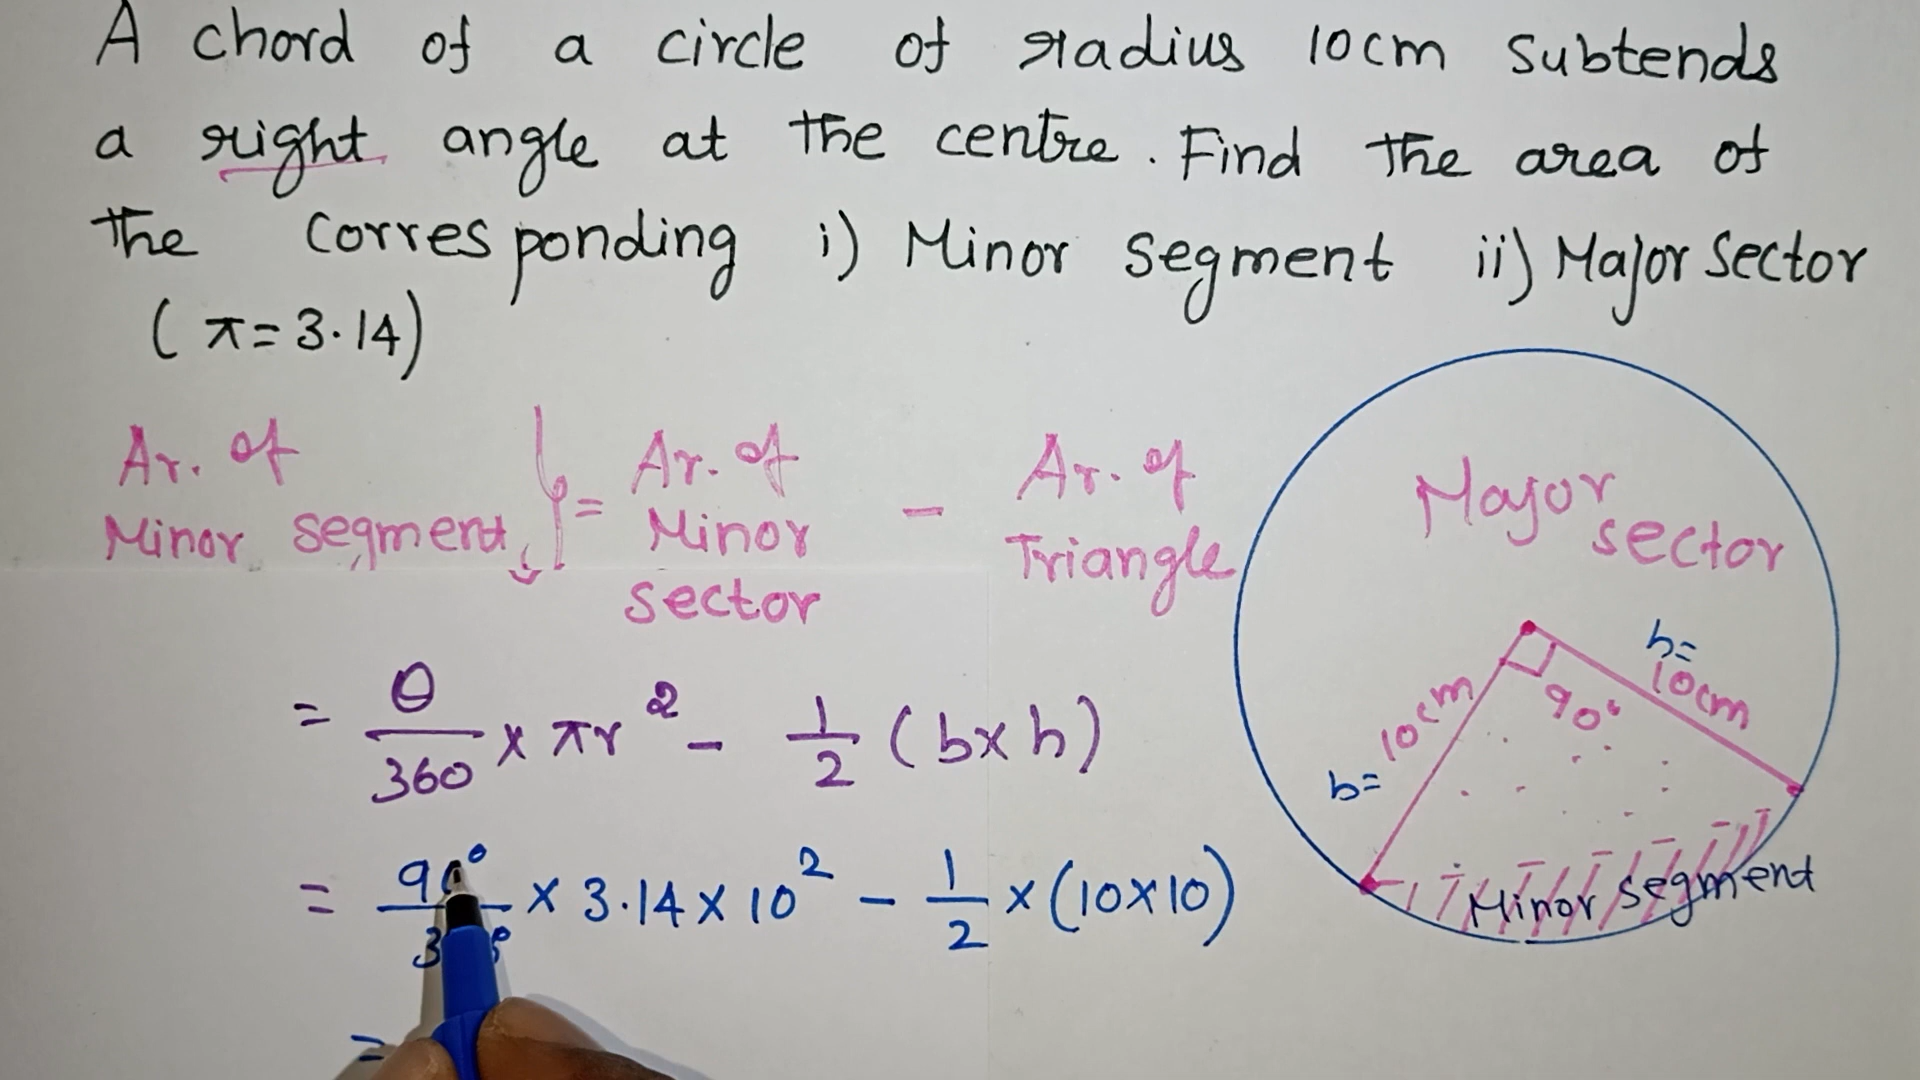 A chord of a circle of radius 10cm subtends
a right angle at the centre. Find the area of
the corresponding i) Minor segment ii) Major sector
(π=3.14)
Ar. of
Minor segment
= Ar. of
Minor
sector
- Ar. of
Triangle
= θ/360 × πr² - 1/2 (b×h)
= 90°/3 × 3.14 × 10² - 1/2 × (10×10)
=
Major
sector
h=
10cm
90°
10cm
b=
Minor segment